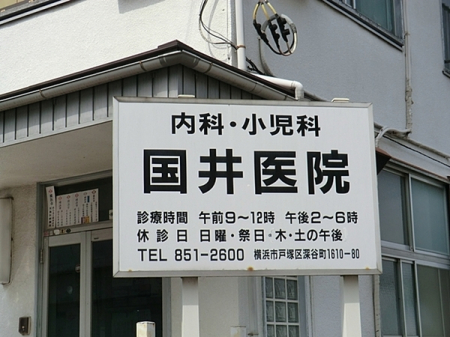 内科・小児科
国井医院
診療時間 午前9〜12時 午後2〜6時
休診日 日曜・祭日・木・土の午後
TEL 851-2600 横浜市戸塚区深谷町1610-80